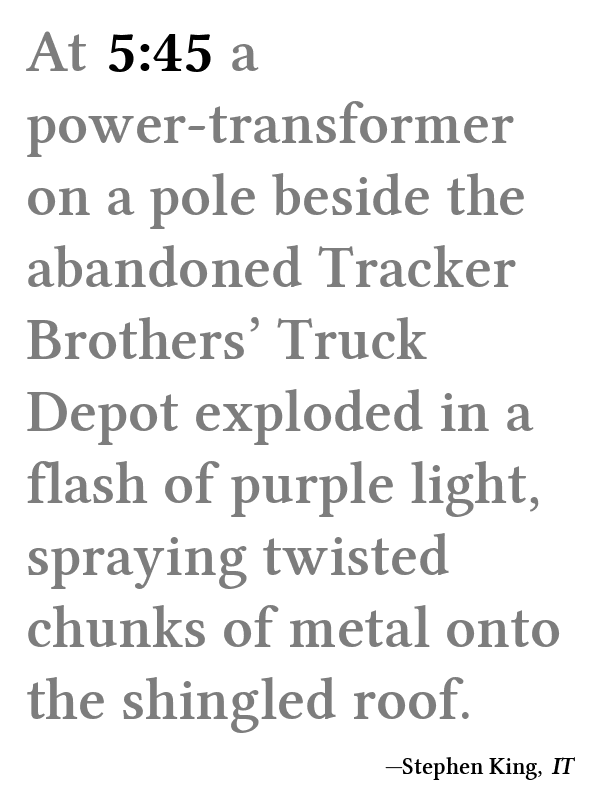 At 5:45 a
power-transformer
on a pole beside the
abandoned Tracker
Brothers’ Truck
Depot exploded in a
flash of purple light,
spraying twisted
chunks of metal onto
the shingled roof.
—Stephen King, IT